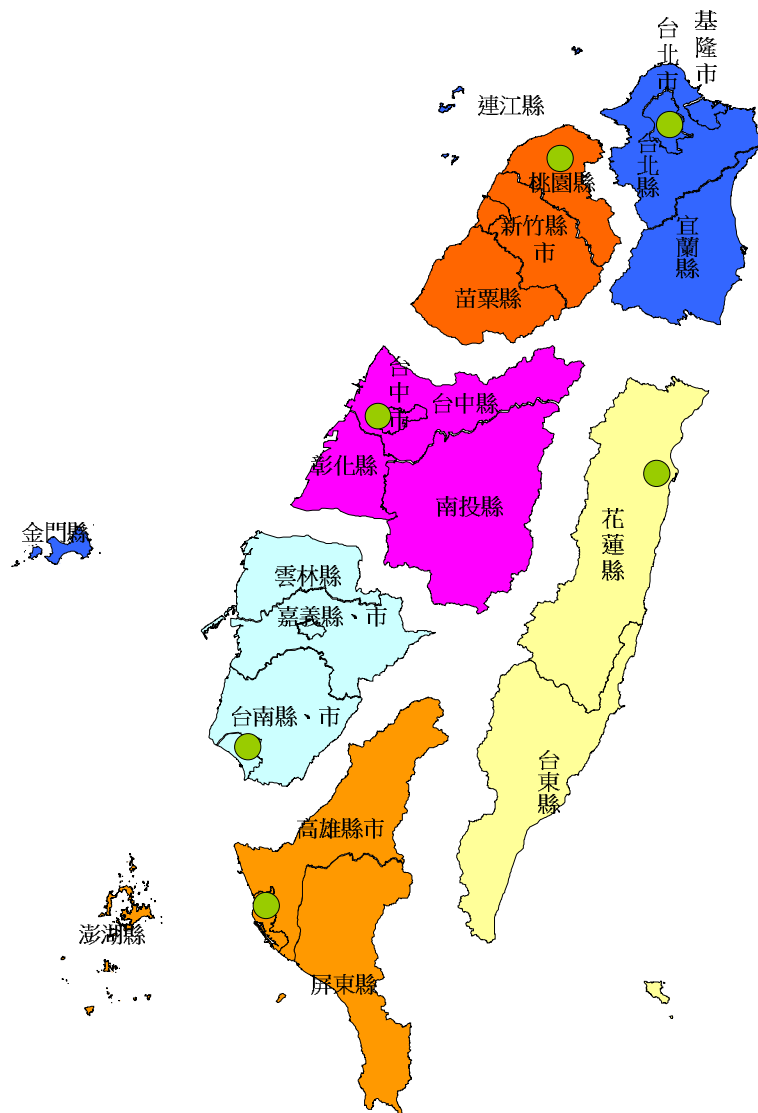 基隆市
台北市
連江縣
台北縣
桃園縣
新竹縣
市
宜蘭縣
苗栗縣
台中市
台中縣
彰化縣
南投縣
金門縣
花蓮縣
雲林縣
嘉義縣、市
台南縣、市
台東縣
高雄縣市
澎湖縣
屏東縣